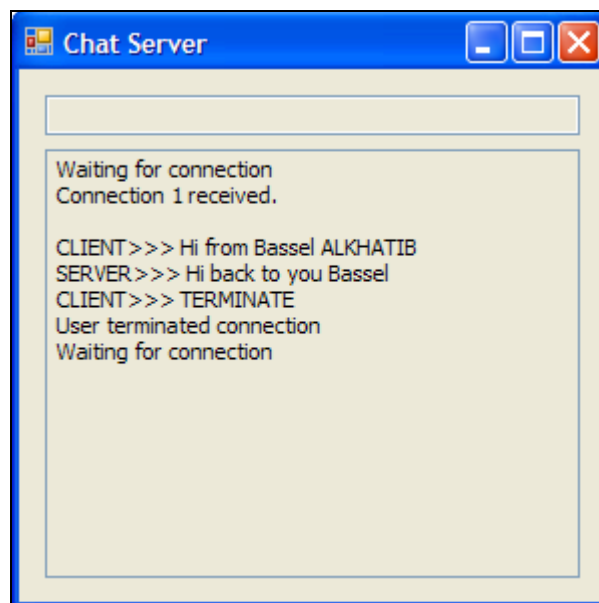 Chat Server
Waiting for connection
Connection 1 received.
CLIENT>>> Hi from Bassel ALKHATIB
SERVER>>> Hi back to you Bassel
CLIENT>>> TERMINATE
User terminated connection
Waiting for connection